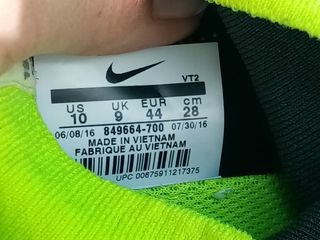 VT2
US UK EUR cm
10 9 44 28
06/08/16 849664-700 07/30/16
MADE IN VIETNAM
FABRIQUE AU VIETNAM
UPC 00675911217375